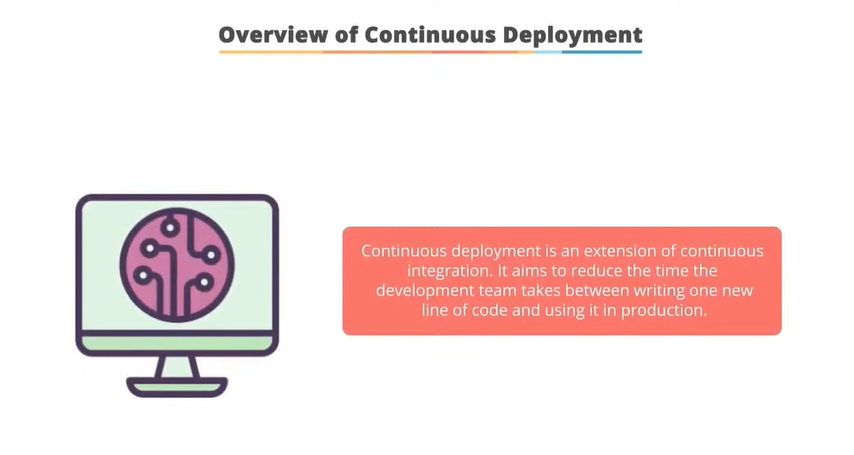 Overview of Continuous Deployment
Continuous deployment is an extension of continuous
integration. It aims to reduce the time the
development team takes between writing one new
line of code and using it in production.